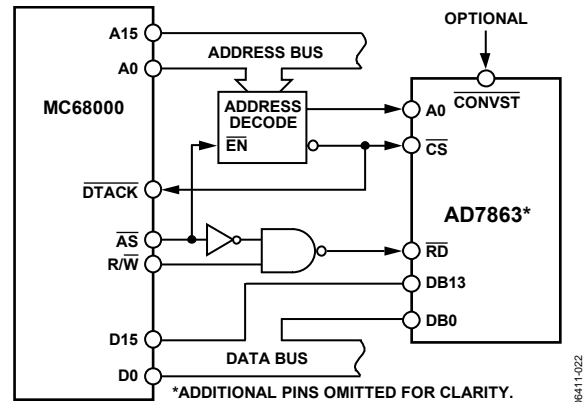 OPTIONAL
A15
ADDRESS BUS
A0
MC68000
ADDRESS
DECODE
EN
A0
CONVST
CS
DTACK
AD7863*
AS
R/W
RD
DB13
DB0
D15
DATA BUS
D0
*ADDITIONAL PINS OMITTED FOR CLARITY.
06411-022